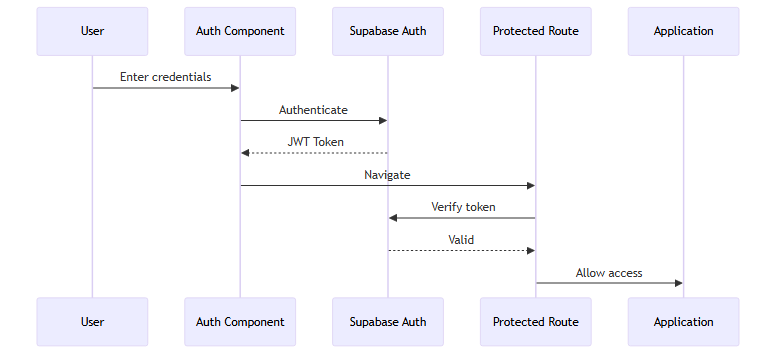 User
Auth Component
Supabase Auth
Protected Route
Application
Enter credentials
Authenticate
JWT Token
Navigate
Verify token
Valid
Allow access
User
Auth Component
Supabase Auth
Protected Route
Application